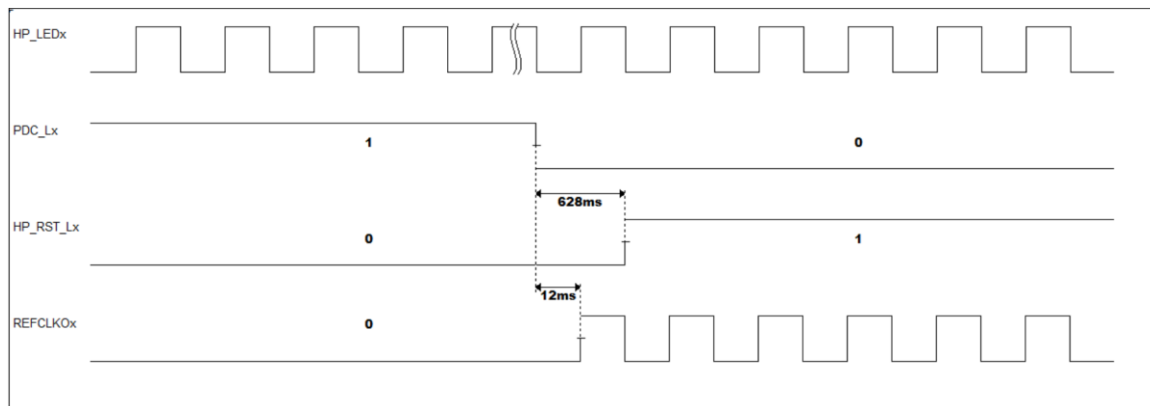 HP_LEDx
PDC_Lx
1
0
628ms
HP_RST_Lx
0
1
12ms
REFCLKOx
0